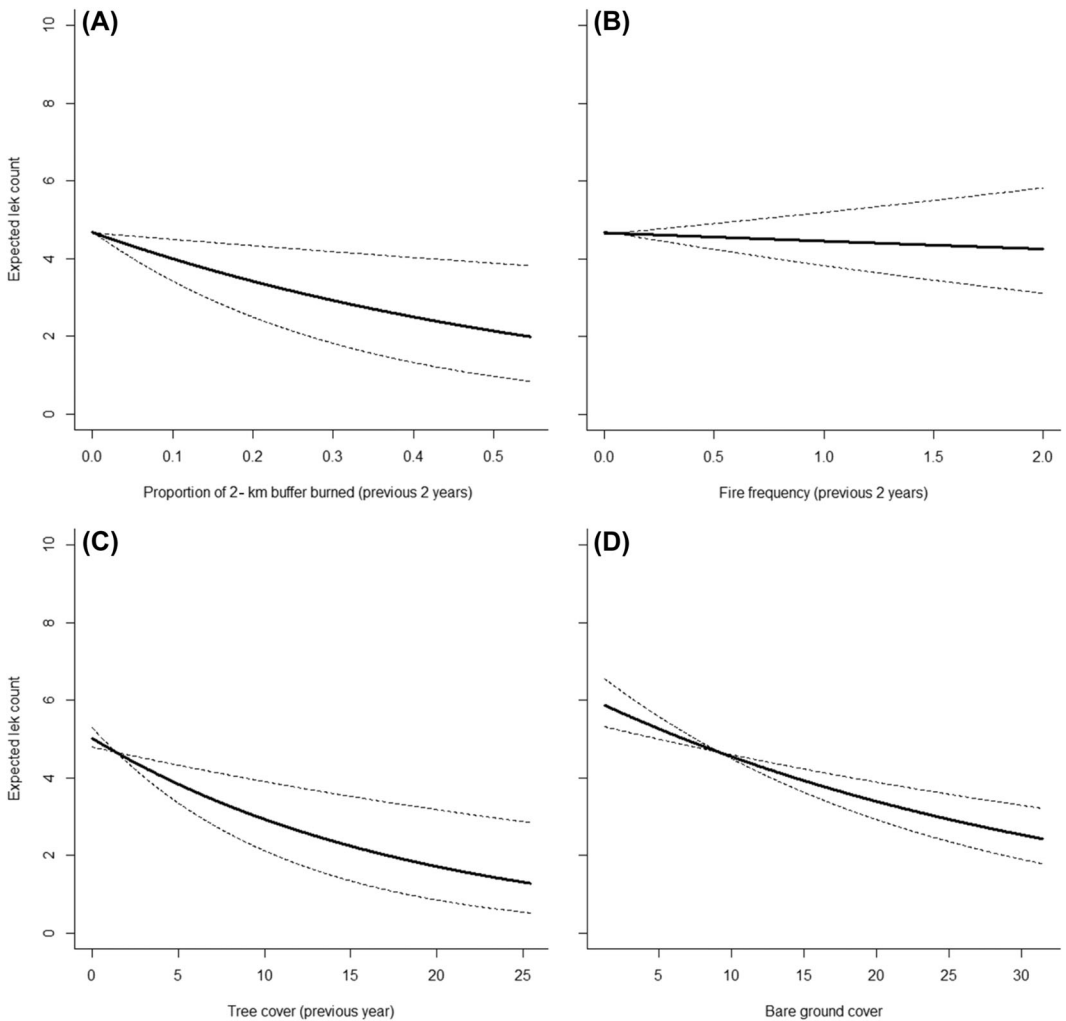 (A)
(B)
10
8
6
4
2
0
Expected lek count
0.0 0.1 0.2 0.3 0.4 0.5
0.0 0.5 1.0 1.5 2.0
Proportion of 2- km buffer burned (previous 2 years)
Fire frequency (previous 2 years)
(C)
(D)
10
8
6
4
2
0
Expected lek count
0 5 10 15 20 25
5 10 15 20 25 30
Tree cover (previous year)
Bare ground cover